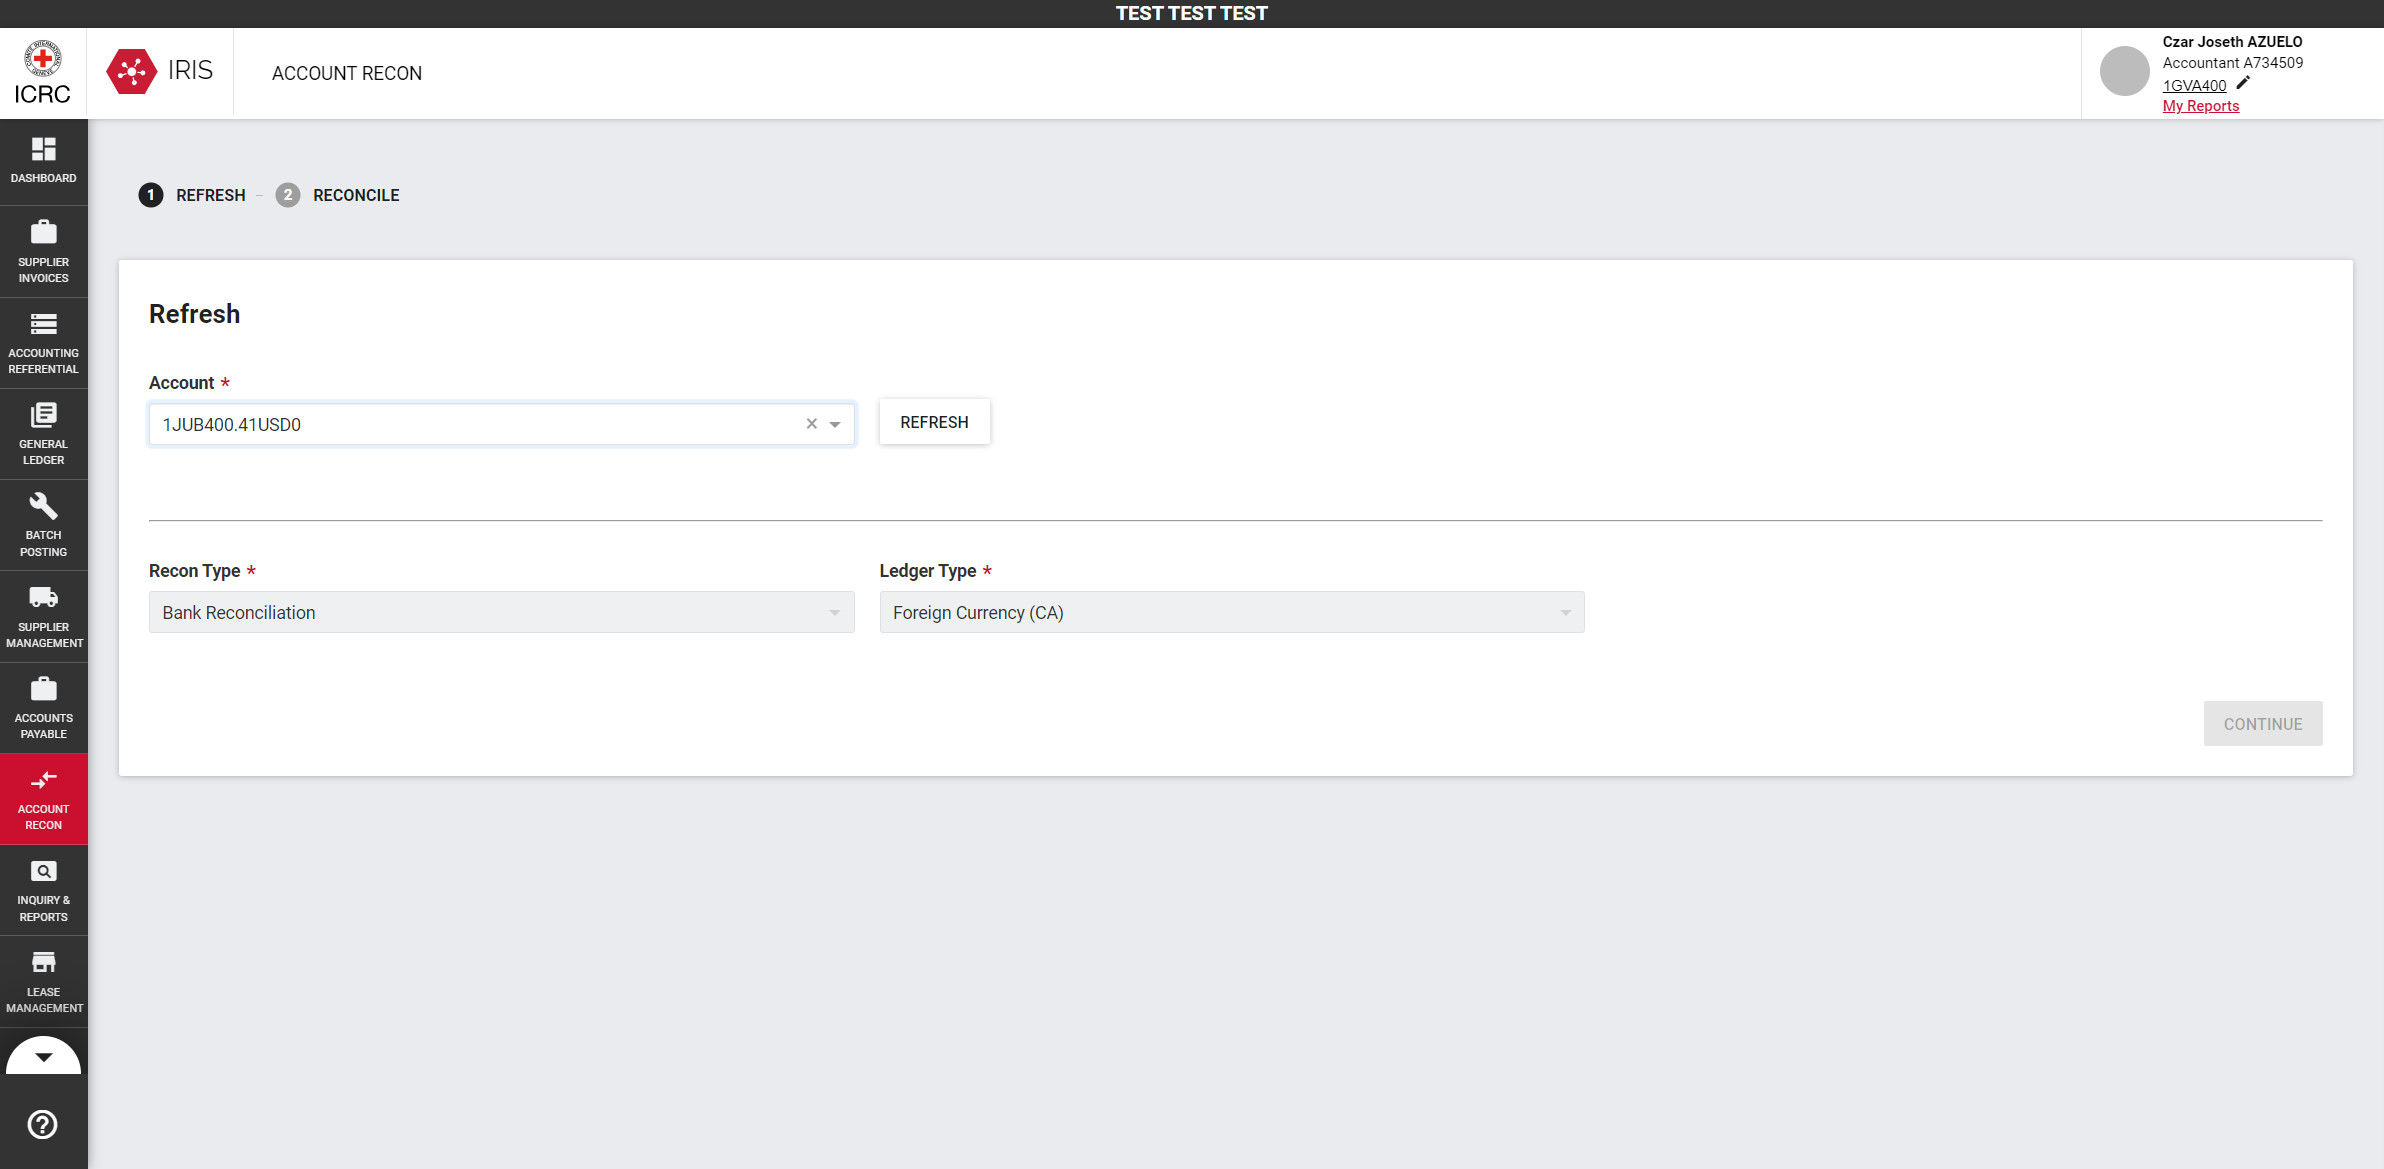 TEST TEST TEST
ICRC
IRIS
ACCOUNT RECON
Czar Joseth AZUELO
Accountant A734509
1GVA400
My Reports
DASHBOARD
SUPPLIER
INVOICES
ACCOUNTING
REFERENTIAL
GENERAL
LEDGER
BATCH
POSTING
SUPPLIER
MANAGEMENT
ACCOUNTS
PAYABLE
ACCOUNT
RECON
INQUIRY &
REPORTS
LEASE
MANAGEMENT
1 REFRESH – 2 RECONCILE
Refresh
Account *
1JUB400.41USD0
REFRESH
Recon Type *
Bank Reconciliation
Ledger Type *
Foreign Currency (CA)
CONTINUE